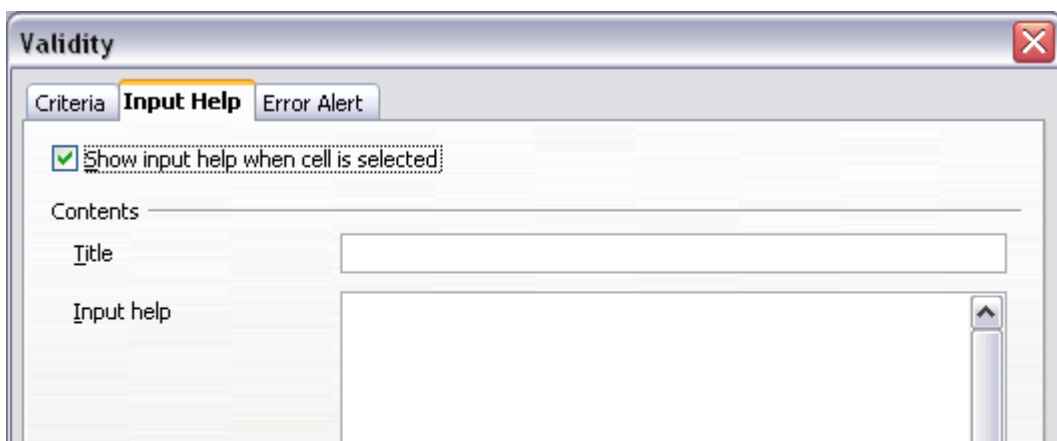 Validity
Criteria Input Help Error Alert
Show input help when cell is selected
Contents
Title
Input help